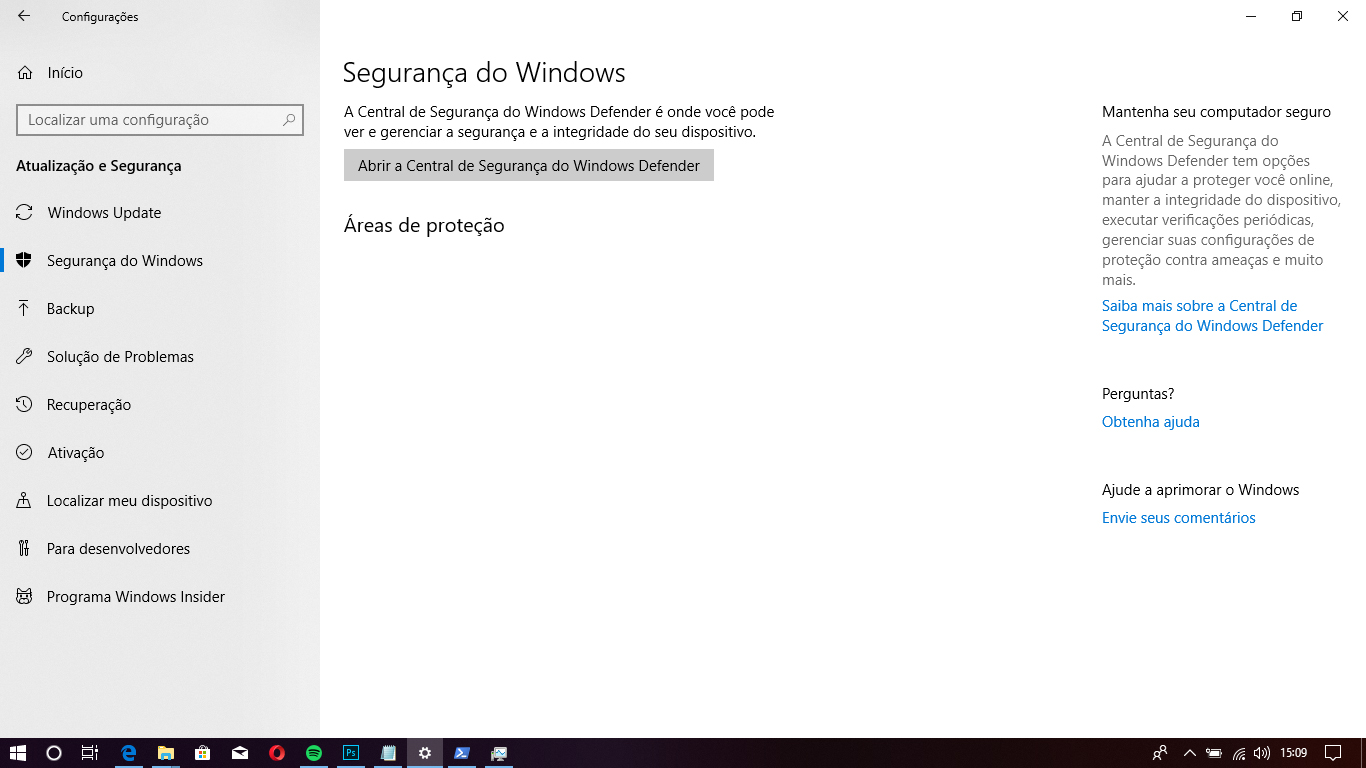 Configurações
Início
Localizar uma configuração
Atualização e Segurança
Windows Update
Segurança do Windows
Backup
Solução de Problemas
Recuperação
Ativação
Localizar meu dispositivo
Para desenvolvedores
Programa Windows Insider
Segurança do Windows
A Central de Segurança do Windows Defender é onde você pode
ver e gerenciar a segurança e a integridade do seu dispositivo.
Abrir a Central de Segurança do Windows Defender
Áreas de proteção
Mantenha seu computador seguro
A Central de Segurança do
Windows Defender tem opções
para ajudar a proteger você online,
manter a integridade do dispositivo,
executar verificações periódicas,
gerenciar suas configurações de
proteção contra ameaças e muito
mais.
Saiba mais sobre a Central de
Segurança do Windows Defender
Perguntas?
Obtenha ajuda
Ajude a aprimorar o Windows
Envie seus comentários
Ps
15:09